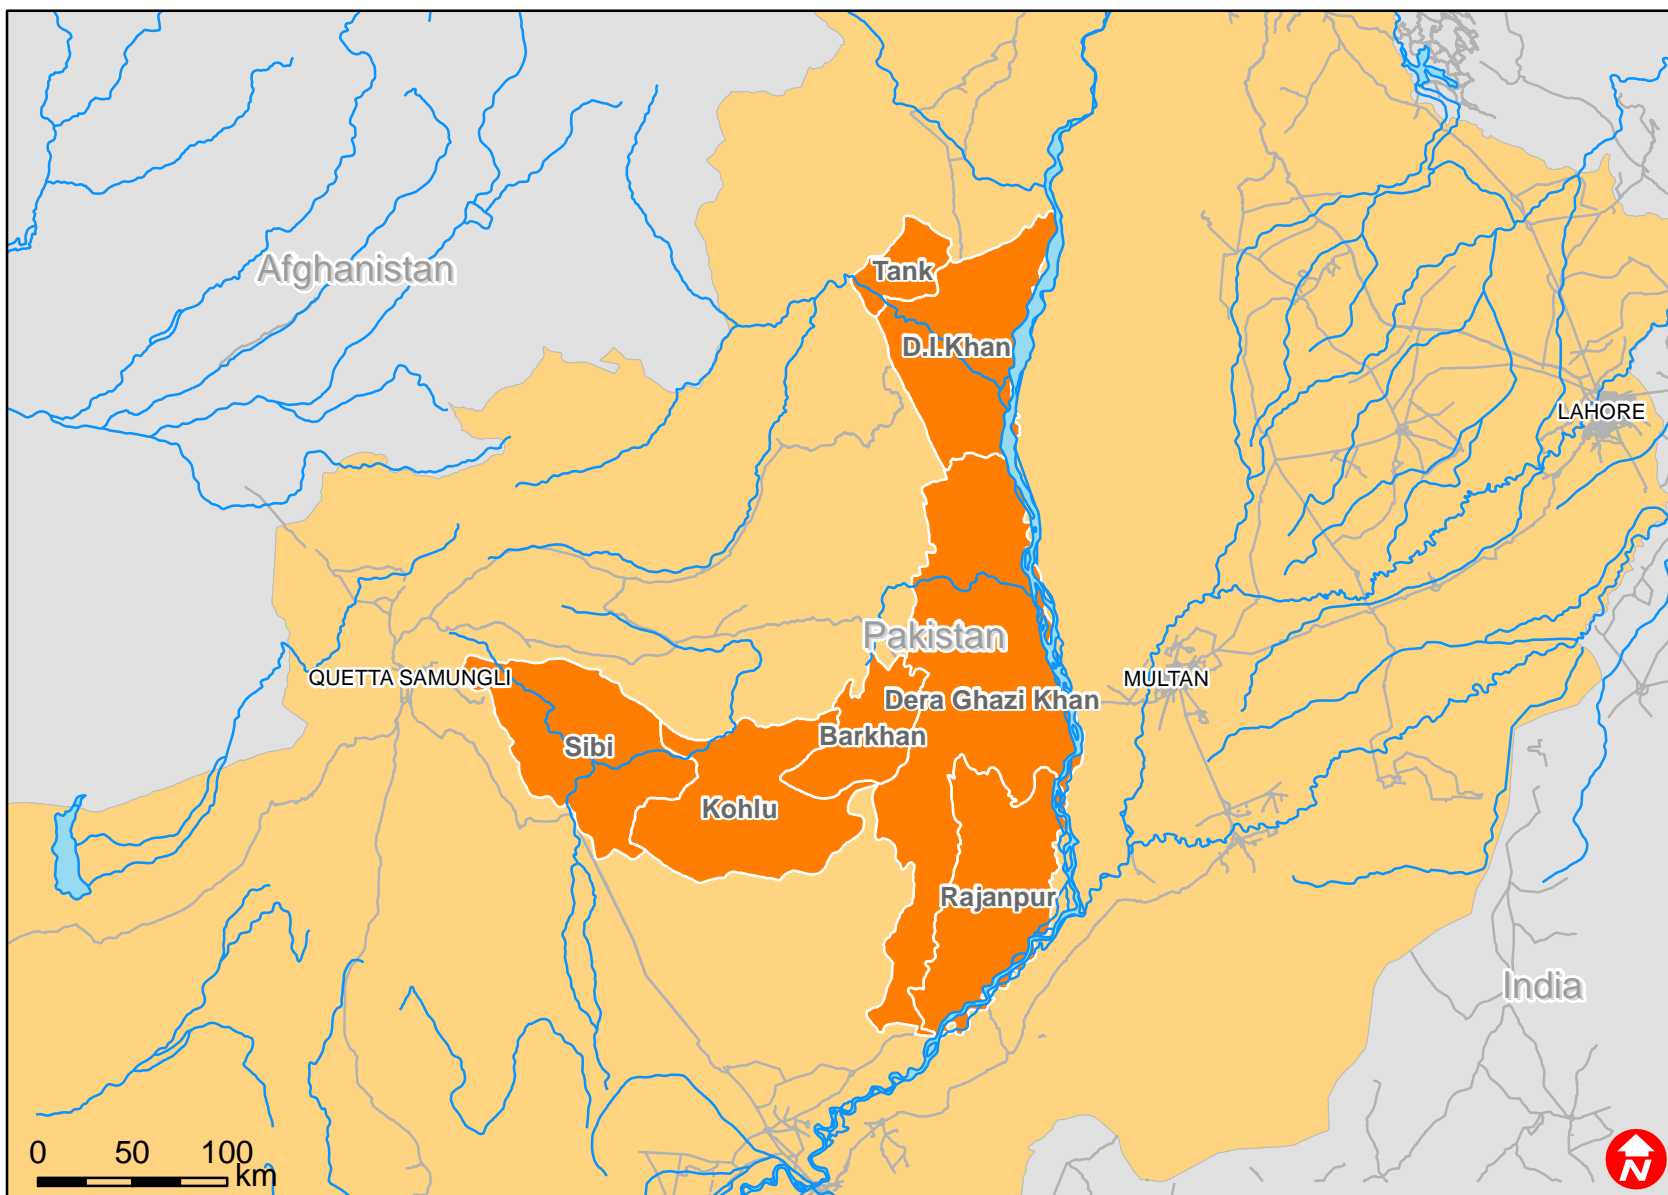 Afghanistan
Tank
D.I.Khan
LAHORE
Pakistan
QUETTA SAMUNGLI
MULTAN
Dera Ghazi Khan
Barkhan
Sibi
Kohlu
Rajanpur
India
0 50 100
km
N